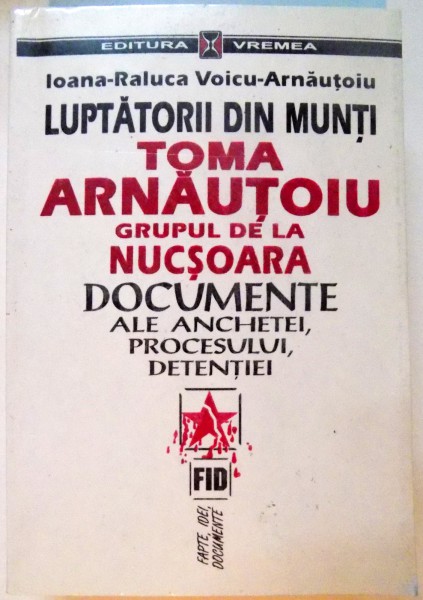 EDITURA VREMEA
Ioana-Raluca Voicu-Arnăuțoiu
LUPTĂTORII DIN MUNȚI
TOMA
ARNĂUȚOIU
GRUPUL DE LA
NUCȘOARA
DOCUMENTE
ALE ANCHETEI,
PROCESULUI,
DETENȚIEI
FID
FAPTE, IDEI,
DOCUMENTE